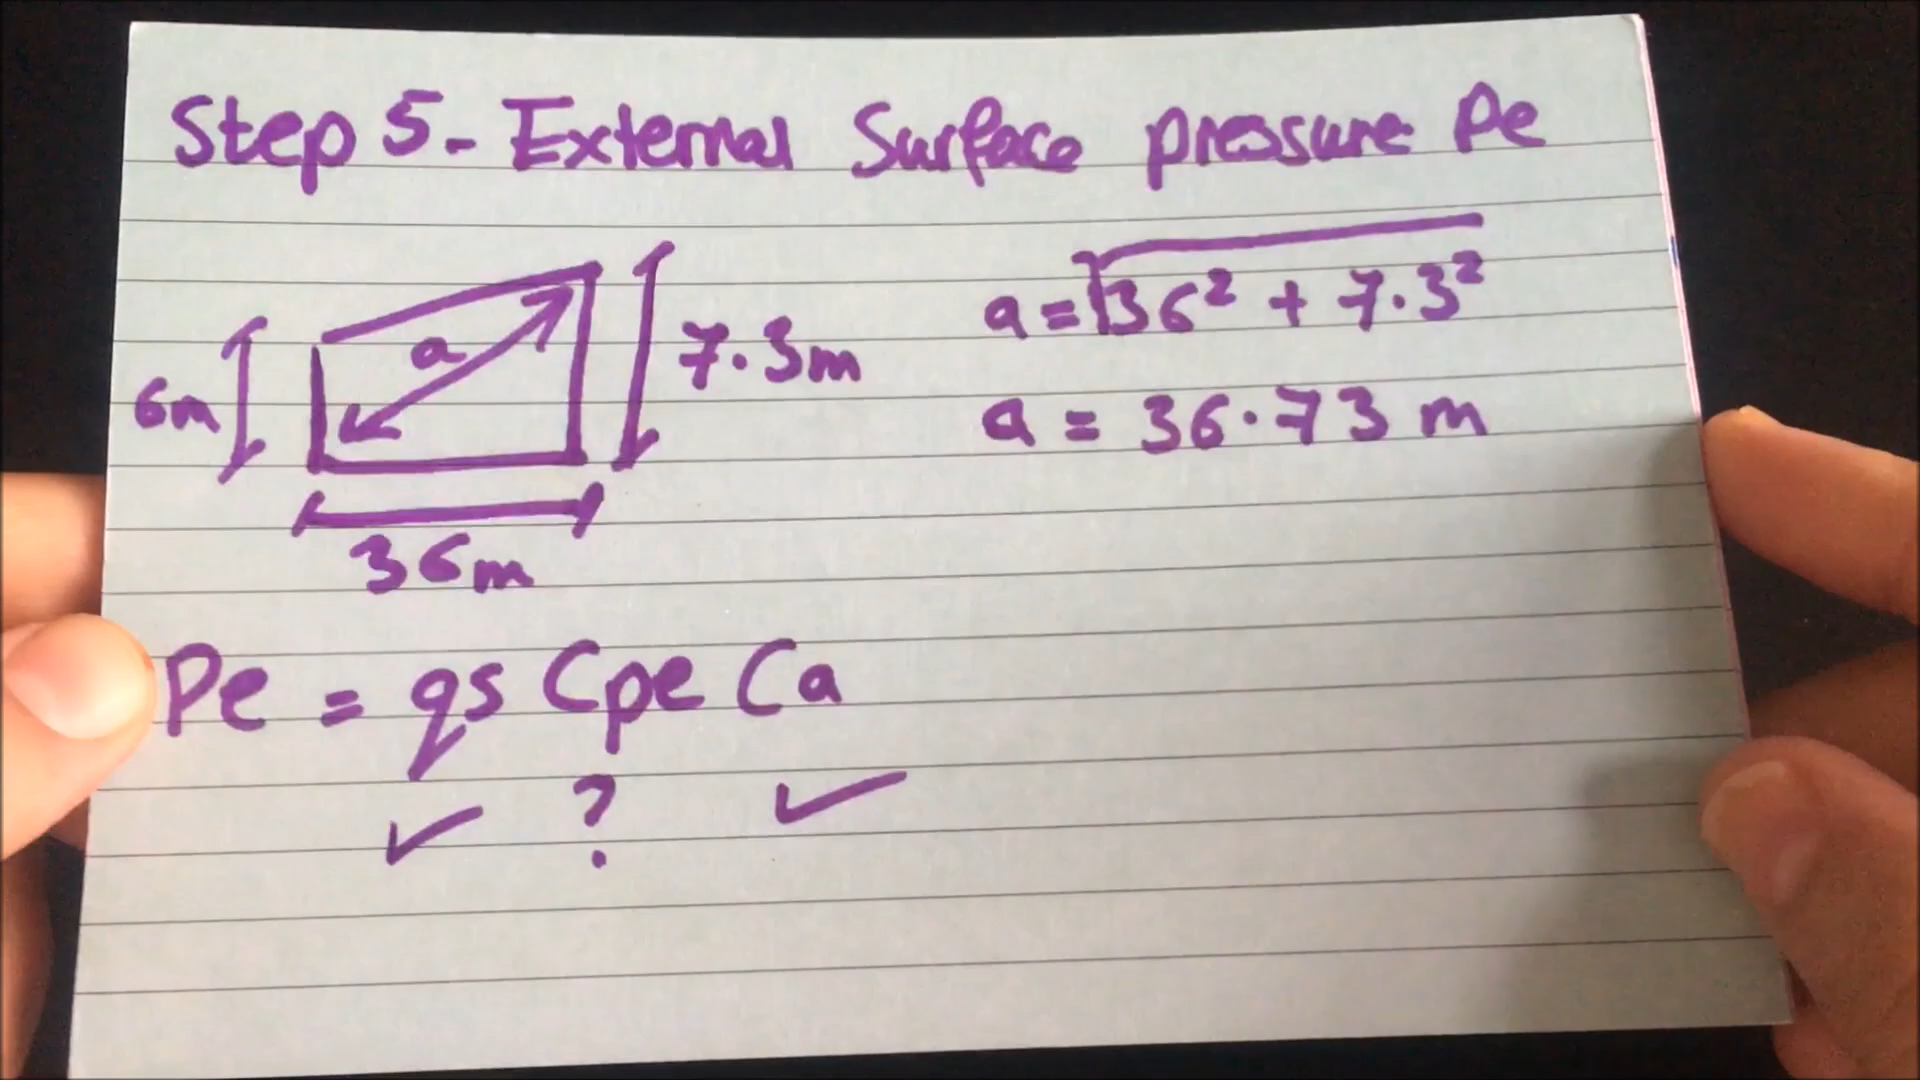 Step 5 - External Surface pressure Pe
a
6m
7.3m
36m
a = √36² + 7.3²
a = 36.73 m
Pe = qs Cpe Ca
✓ ? ✓